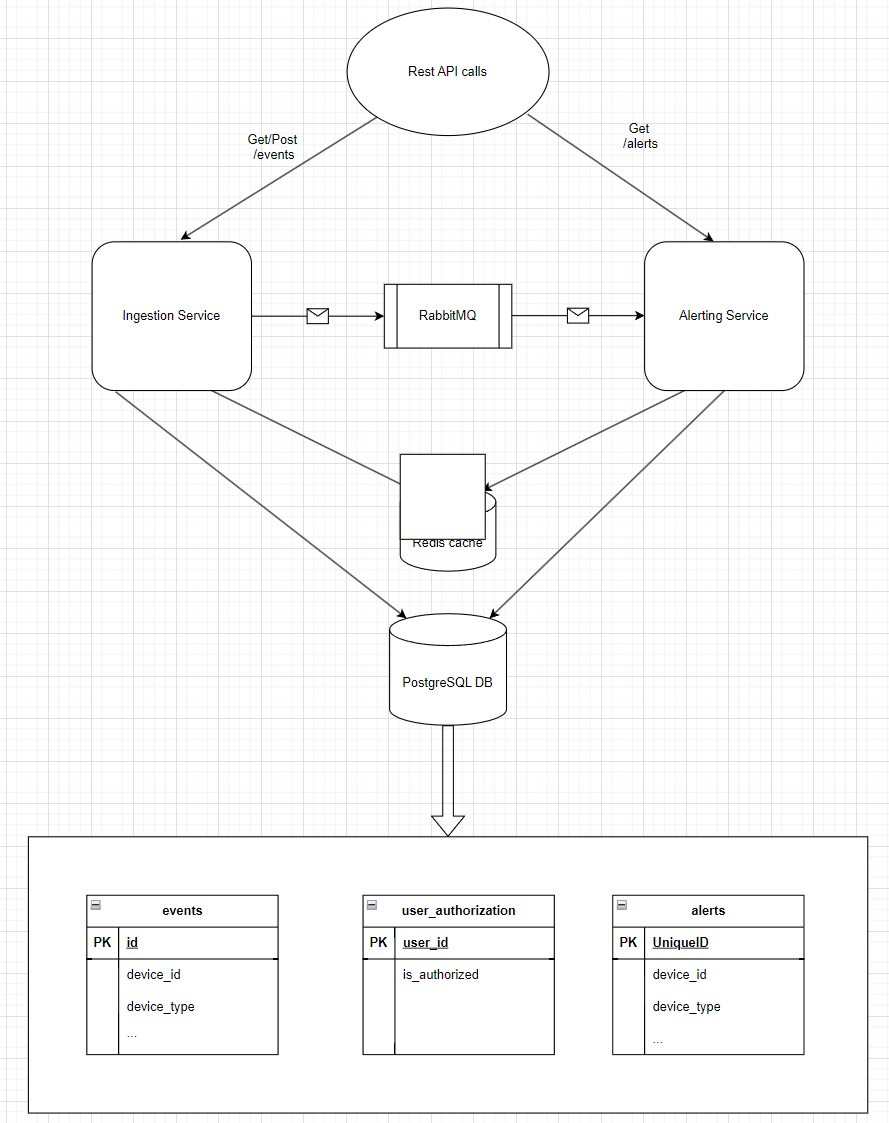 Rest API calls
Get/Post
/events
Get
/alerts
Ingestion Service
RabbitMQ
Alerting Service
Redis cache
PostgreSQL DB
events
PK id
device_id
device_type
...
user_authorization
PK user_id
is_authorized
alerts
PK UniqueID
device_id
device_type
...